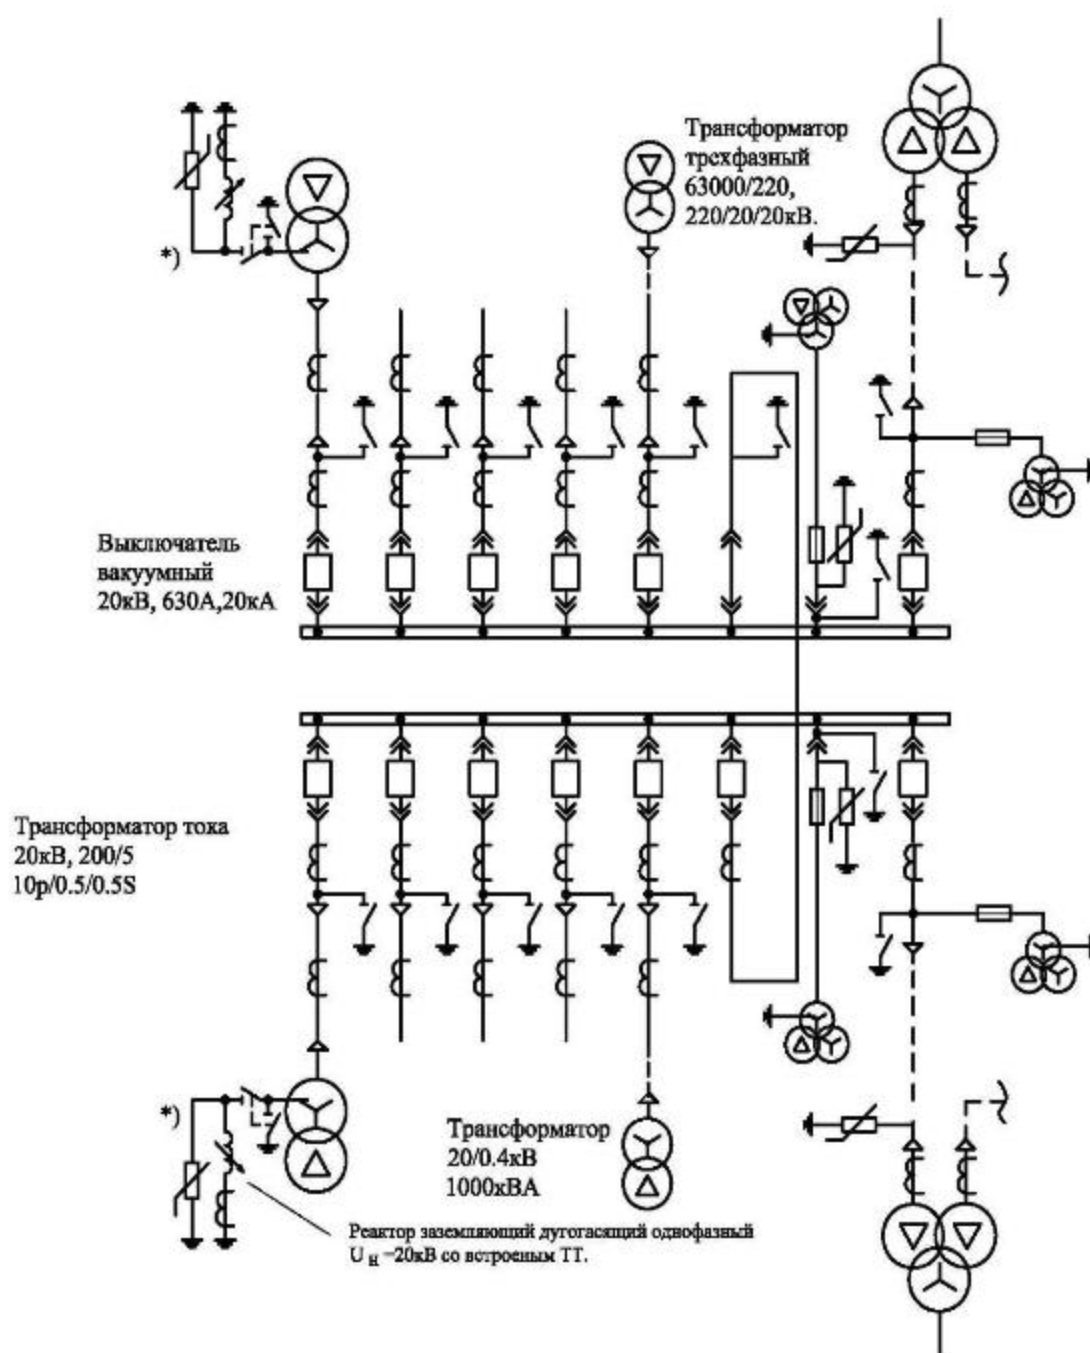 Трансформатор
трехфазный
63000/220,
220/20/20кВ.
*)
Выключатель
вакуумный
20кВ, 630А,20кА
Трансформатор тока
20кВ, 200/5
10р/0.5/0.5S
*)
Трансформатор
20/0.4кВ
1000кВА
Реактор заземляющий дугогасящий однофазный
U н =20кВ со встроеным ТТ.